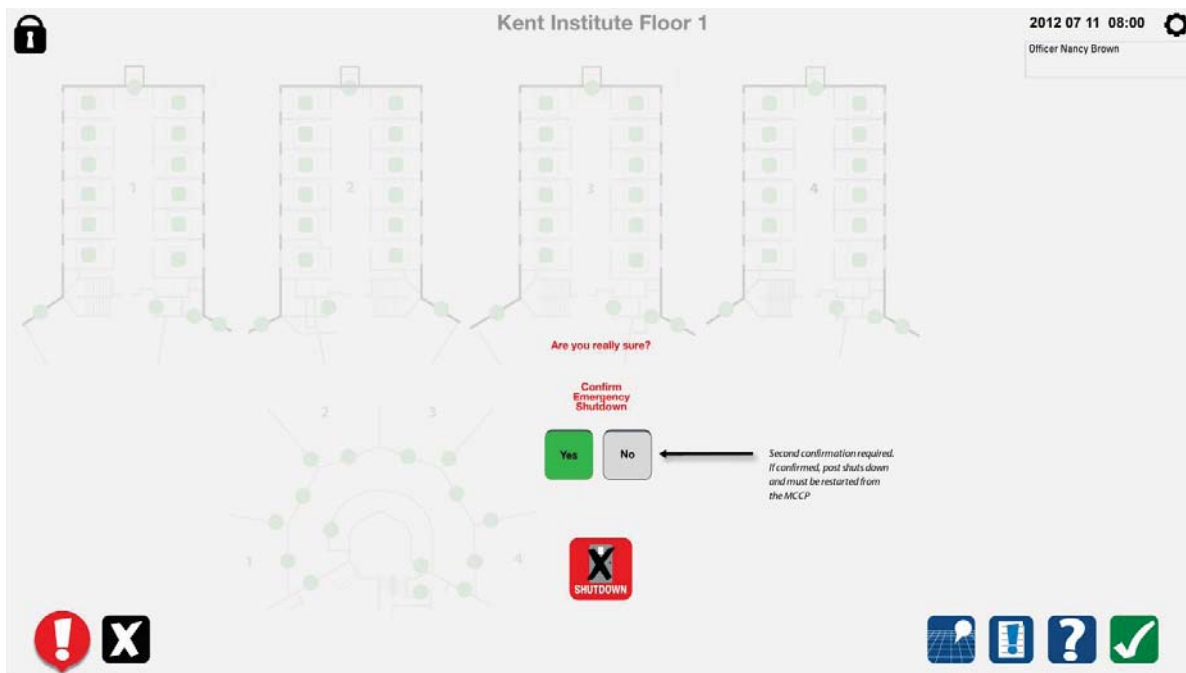 Kent Institute Floor 1
2012 07 11 08:00
Officer Nancy Brown
1
2
3
4
Are you really sure?
Confirm
Emergency
Shutdown
Yes
No
Second confirmation required.
If confirmed, post shuts down
and must be restarted from
the MCCP
2
3
1
4
SHUTDOWN